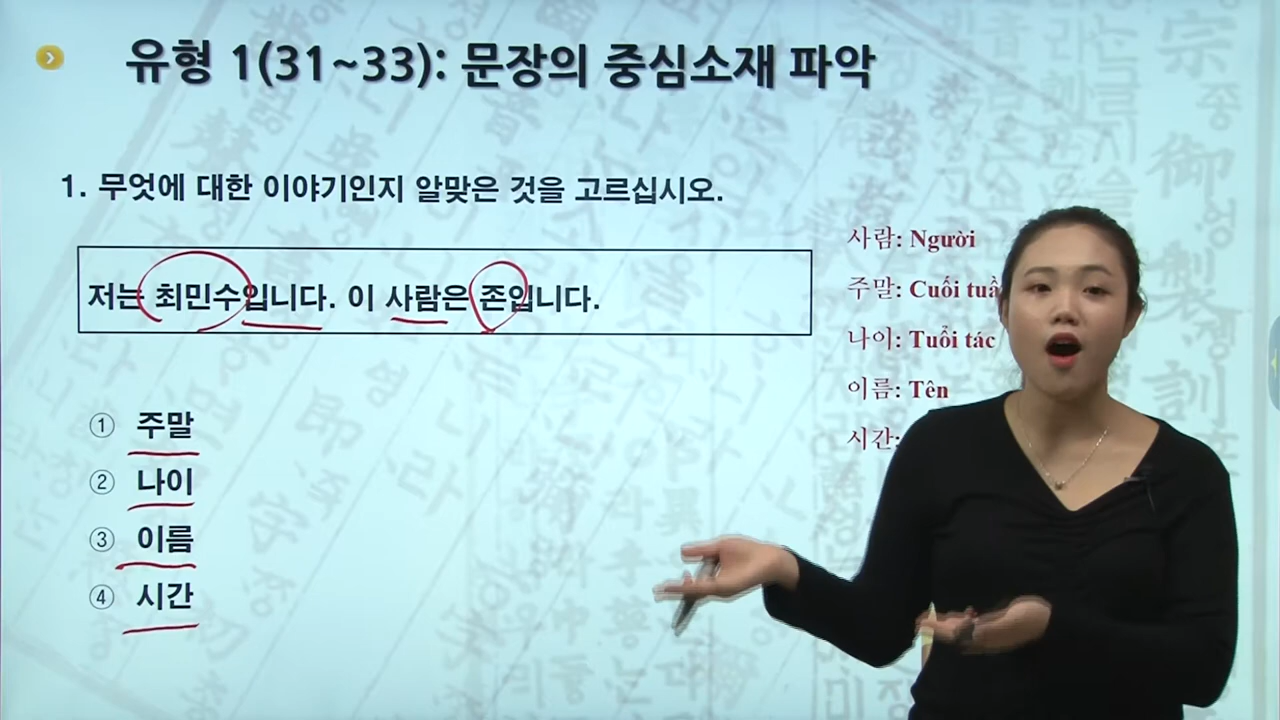 유형 1(31~33): 문장의 중심소재 파악
1. 무엇에 대한 이야기인지 알맞은 것을 고르십시오.
저는 최민수입니다. 이 사람은 존입니다.
① 주말
② 나이
③ 이름
④ 시간
사람: Người
주말: Cuối
나이: Tuổi tác
이름: Tên
시간: